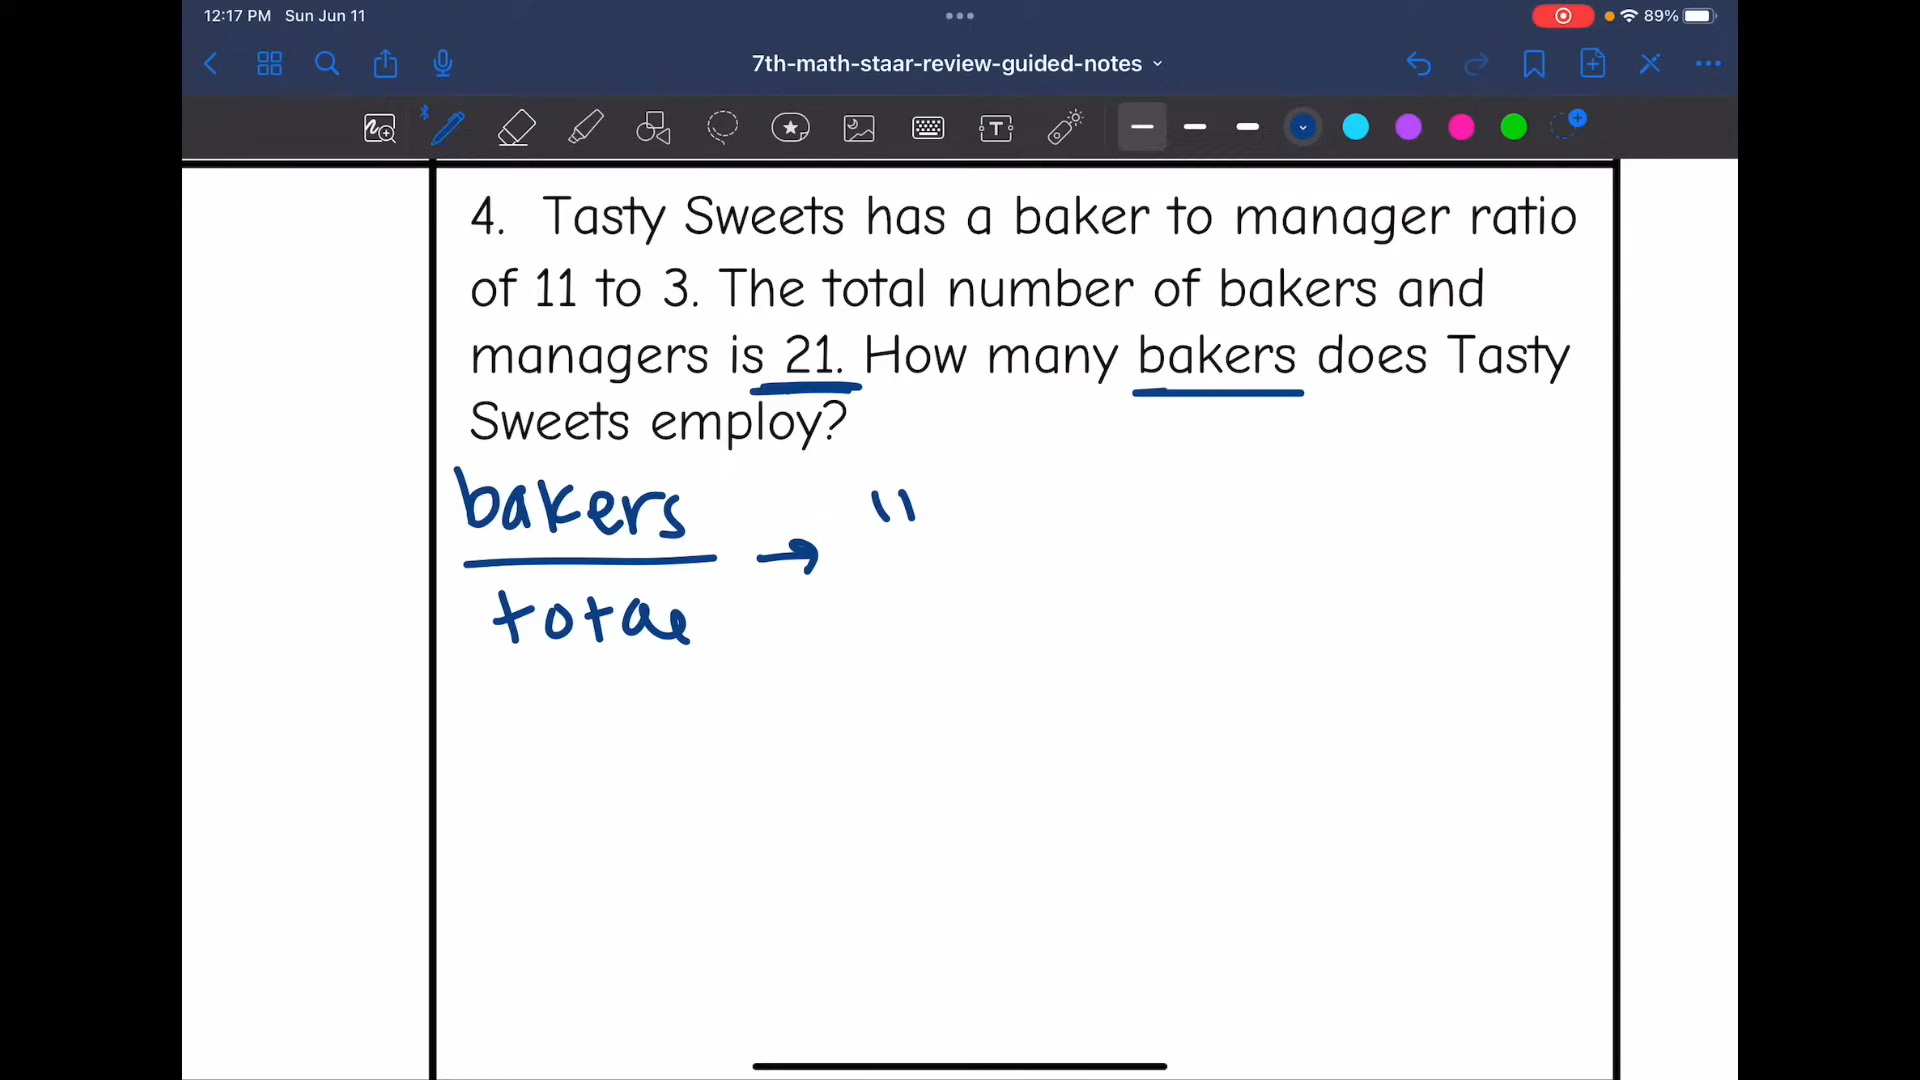 12:17 PM Sun Jun 11
89%
7th-math-staar-review-guided-notes
4. Tasty Sweets has a baker to manager ratio
of 11 to 3. The total number of bakers and
managers is 21. How many bakers does Tasty
Sweets employ?
bakers → 11
total